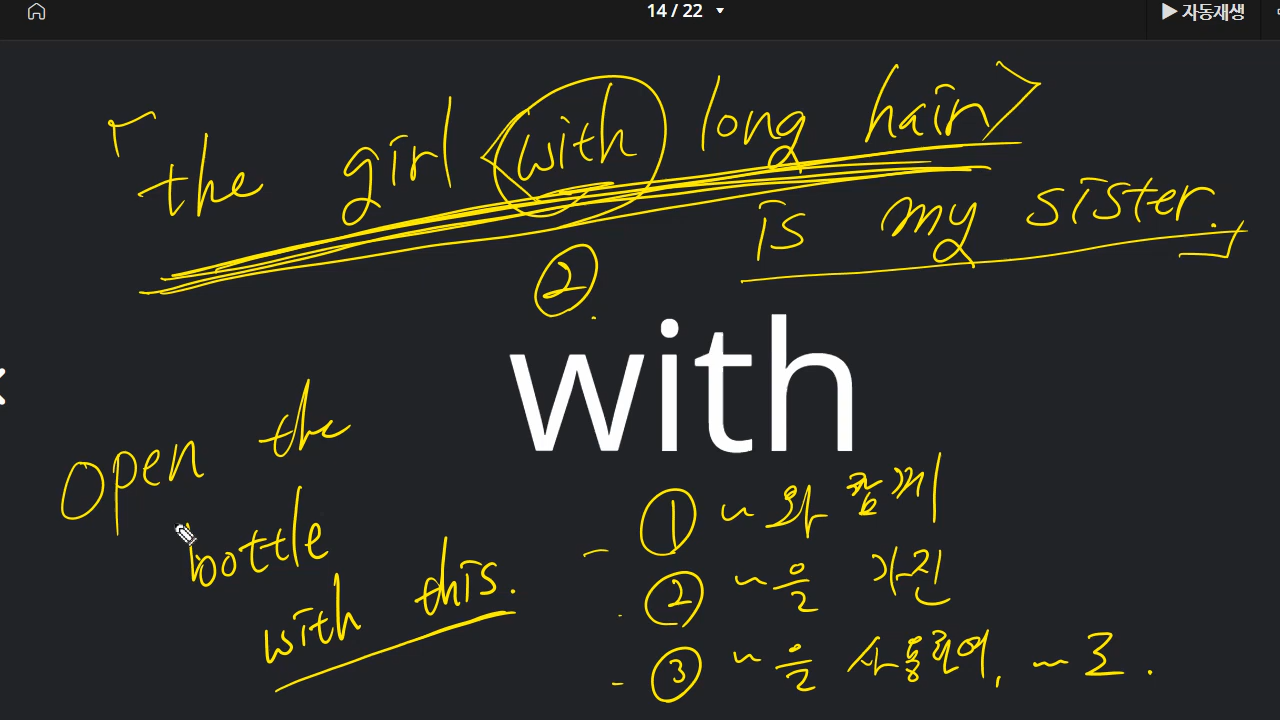 14 / 22
▶ 자동재생
「the girl <with long hair>
is my sister.」
②.
with
open the
bottle
with this.
- ① ~와 함께
- ② ~을 가진
- ③ ~을 사용하여, ~로.